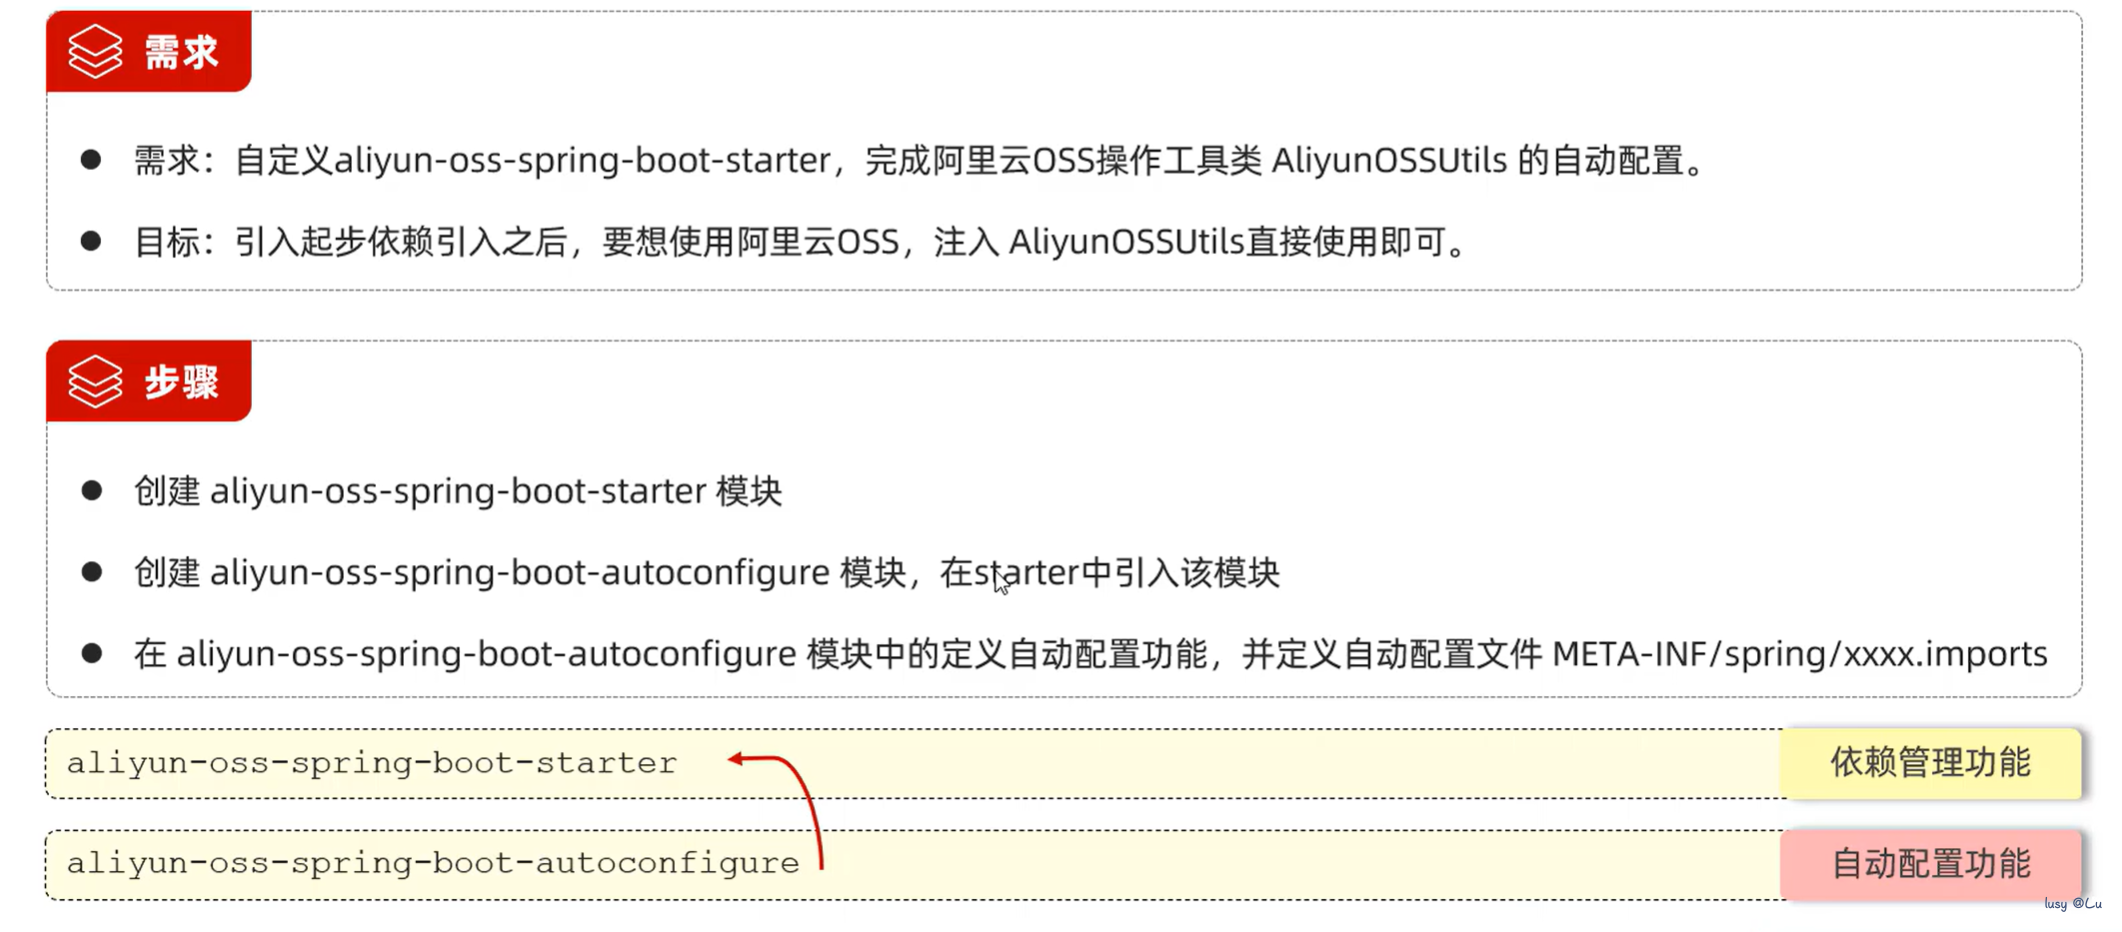 需求
需求：自定义aliyun-oss-spring-boot-starter，完成阿里云OSS操作工具类 AliyunOSSUtils 的自动配置。
目标：引入起步依赖引入之后，要想使用阿里云OSS，注入 AliyunOSSUtils直接使用即可。
步骤
创建 aliyun-oss-spring-boot-starter 模块
创建 aliyun-oss-spring-boot-autoconfigure 模块，在starter中引入该模块
在 aliyun-oss-spring-boot-autoconfigure 模块中的定义自动配置功能，并定义自动配置文件 META-INF/spring/xxxx.imports
aliyun-oss-spring-boot-starter 依赖管理功能
aliyun-oss-spring-boot-autoconfigure 自动配置功能
lusy @Lu